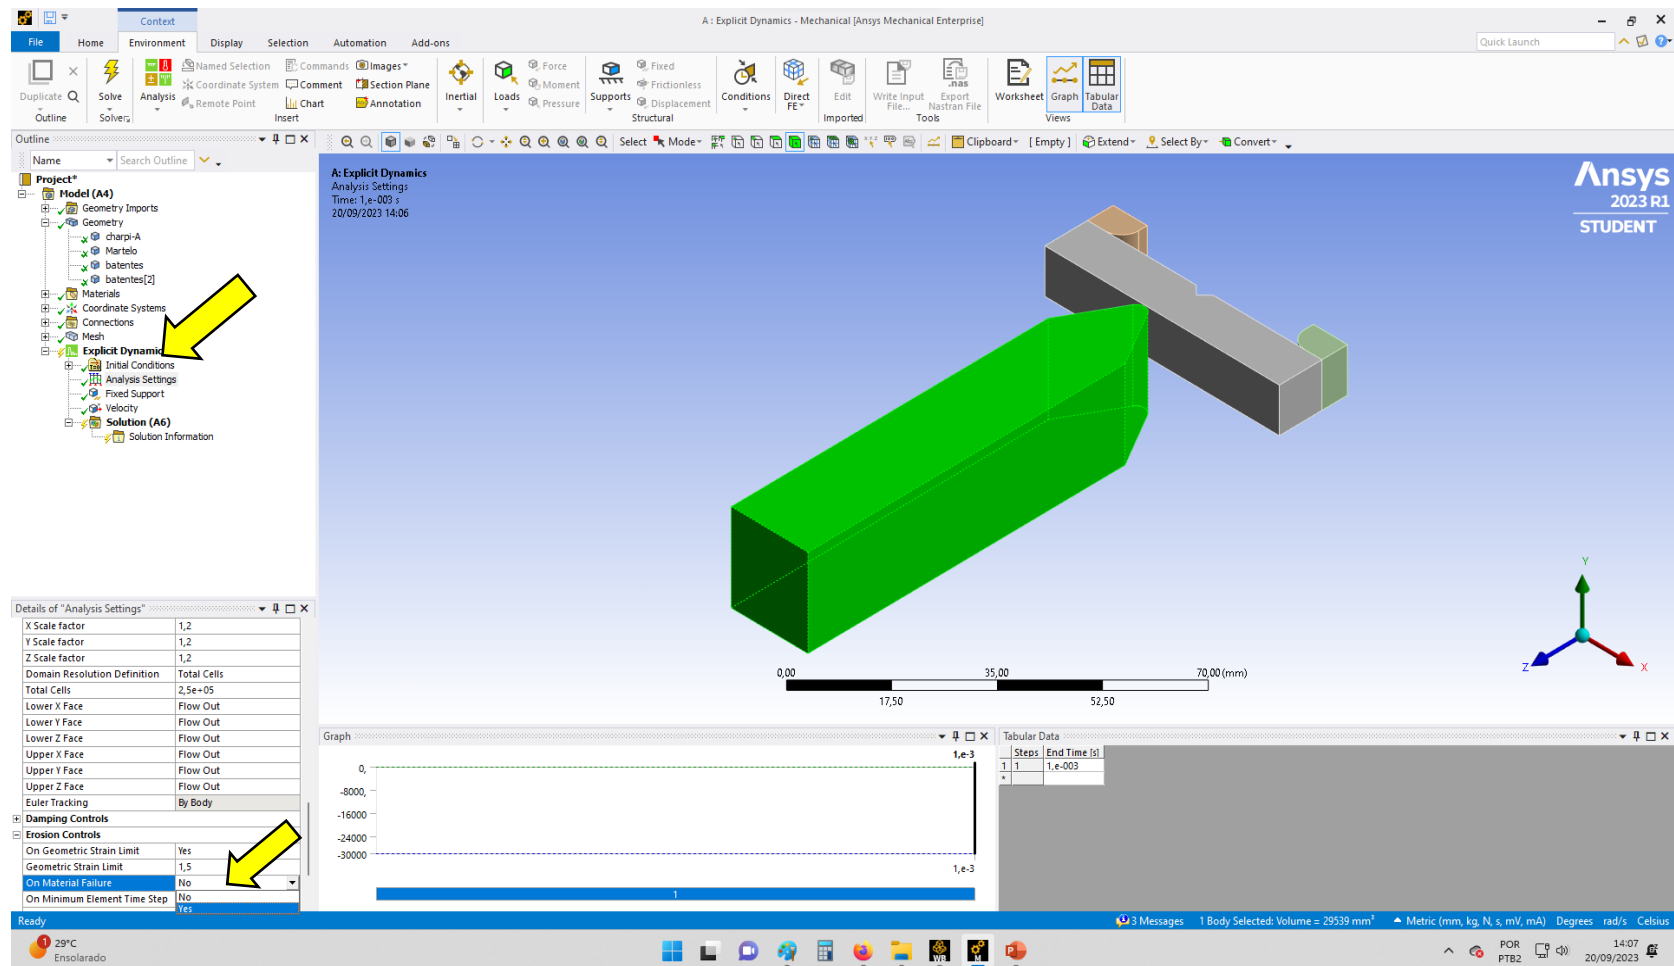 Context
A : Explicit Dynamics - Mechanical [Ansys Mechanical Enterprise]
File Home Environment Display Selection Automation Add-ons
Quick Launch
Duplicate
Outline
Solve
Solvers
Analysis
Named Selection
Coordinate System
Remote Point
Commands
Comment
Chart
Images
Section Plane
Annotation
Insert
Inertial
Loads
Force
Moment
Pressure
Supports
Fixed
Frictionless
Displacement
Conditions
Direct FE
Structural
Edit
Imported
Write Input File...
Export Nastran File
.nas
Tools
Worksheet
Graph
Tabular Data
Views
Outline
Name
Search Outline
Select Mode Clipboard [ Empty ] Extend Select By Convert
Project*
Model (A4)
Geometry Imports
Geometry
charpi-A
Martelo
batentes
batentes[2]
Materials
Coordinate Systems
Connections
Mesh
Explicit Dynamic
Initial Conditions
Analysis Settings
Fixed Support
Velocity
Solution (A6)
Solution Information
A: Explicit Dynamics
Analysis Settings
Time: 1,e-003 s
20/09/2023 14:06
Ansys
2023 R1
STUDENT
Y
Z
X
0,00 35,00 70,00 (mm)
17,50 52,50
Details of "Analysis Settings"
X Scale factor 1,2
Y Scale factor 1,2
Z Scale factor 1,2
Domain Resolution Definition Total Cells
Total Cells 2,5e+05
Lower X Face Flow Out
Lower Y Face Flow Out
Lower Z Face Flow Out
Upper X Face Flow Out
Upper Y Face Flow Out
Upper Z Face Flow Out
Euler Tracking By Body
Damping Controls
Erosion Controls
On Geometric Strain Limit Yes
Geometric Strain Limit 1,5
On Material Failure No
On Minimum Element Time Step No
Yes
Graph
1,e-3
0,
-8000,
-16000
-24000
-30000
1,e-3
1
Tabular Data
Steps End Time [s]
1 1 1,e-003
*
Ready
3 Messages 1 Body Selected: Volume = 29539 mm³ Metric (mm, kg, N, s, mV, mA) Degrees rad/s Celsius
1
29°C
Ensolarado
WB
M
POR
PTB2
14:07
20/09/2023